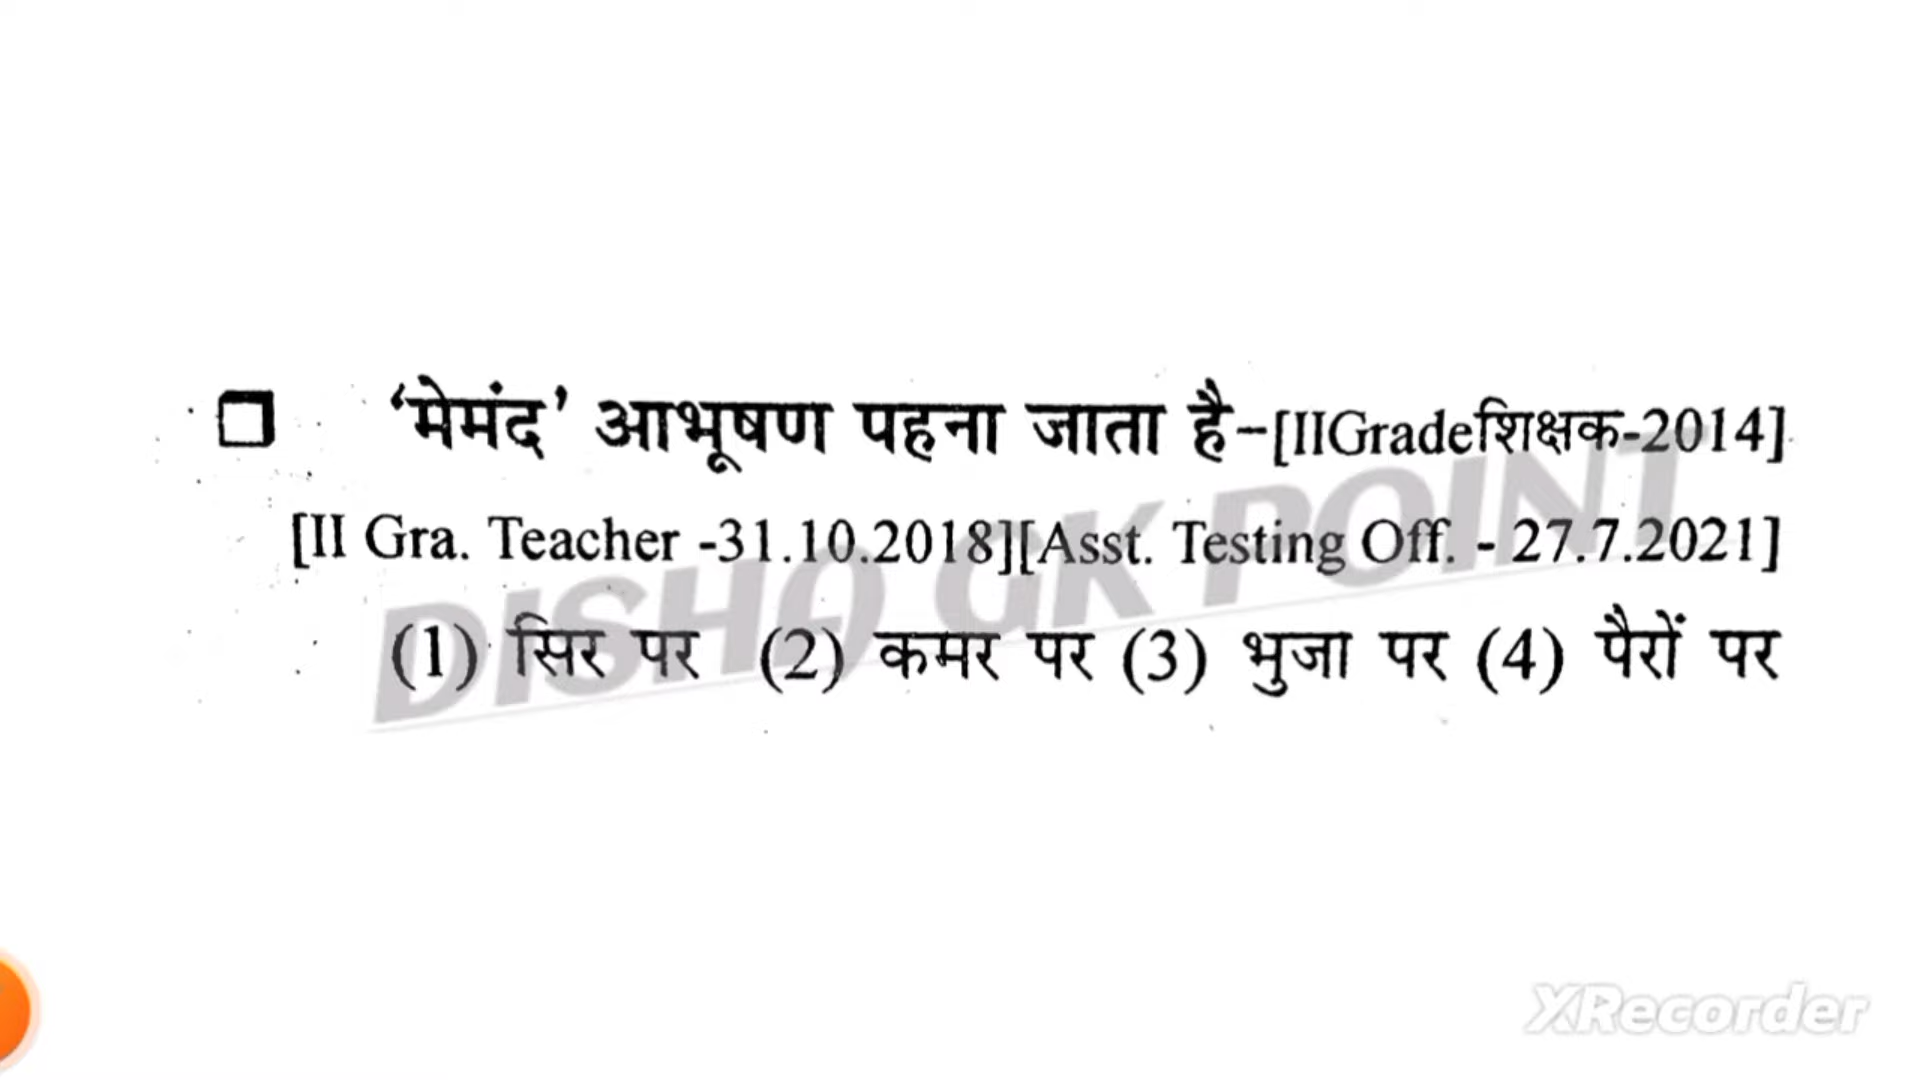 □ ‘मेमंद’ आभूषण पहना जाता है-[IIGradeशिक्षक-2014]
[II Gra. Teacher -31.10.2018][Asst. Testing Off. - 27.7.2021]
(1) सिर पर (2) कमर पर (3) भुजा पर (4) पैरों पर
DISHA GK POINT
XRecorder